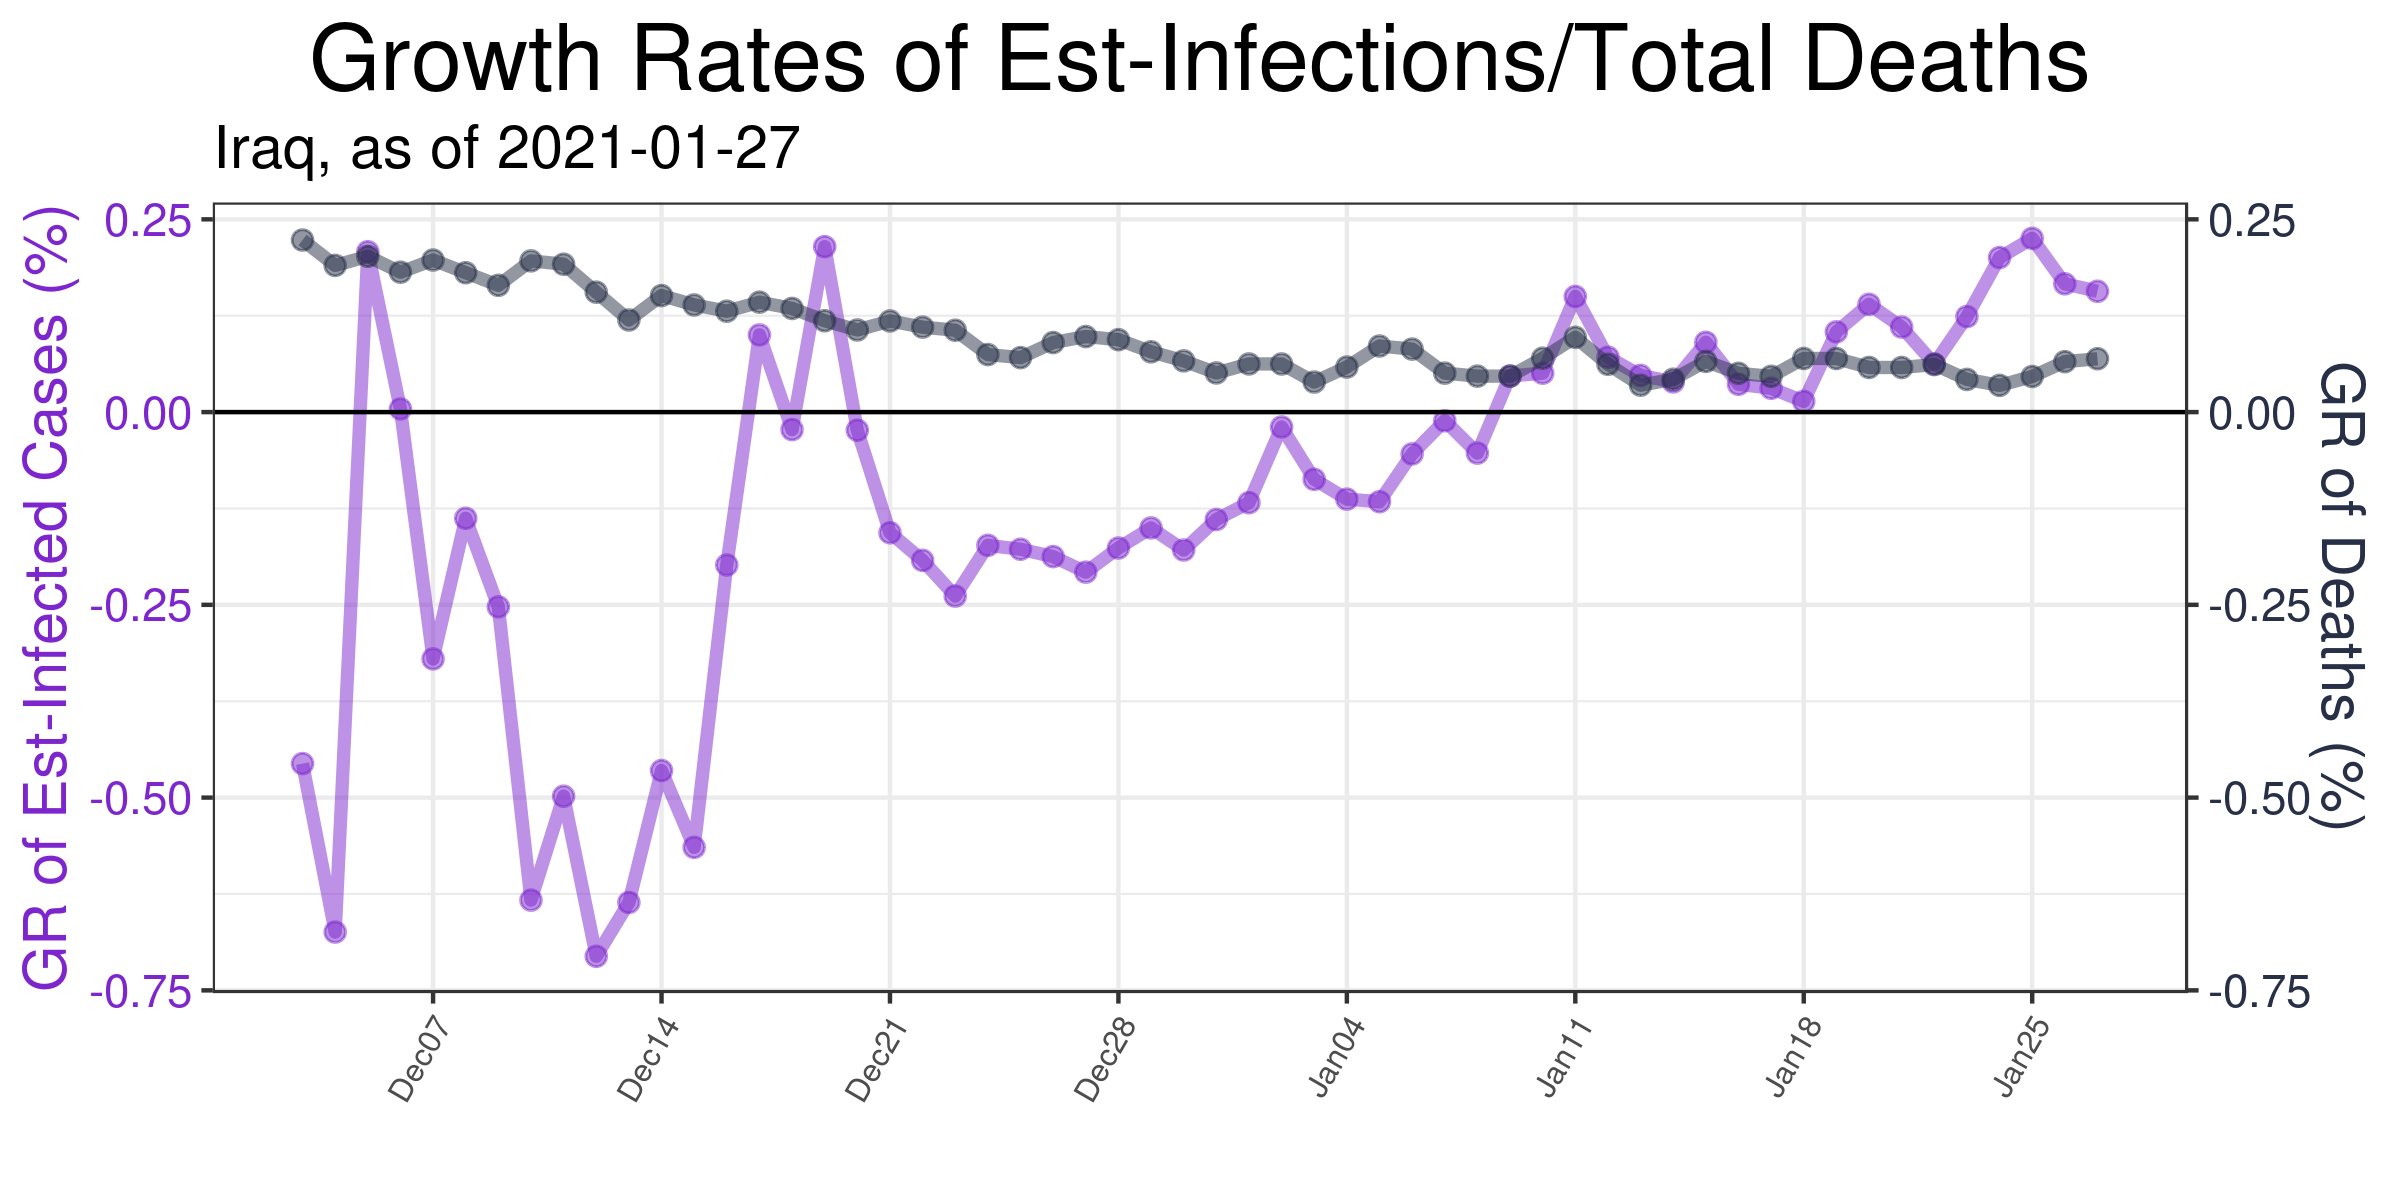 Growth Rates of Est-Infections/Total Deaths
Iraq, as of 2021-01-27
GR of Est-Infected Cases (%)
0.25
0.00
-0.25
-0.50
-0.75
0.25
0.00
-0.25
-0.50
-0.75
GR of Deaths (%)
Dec07
Dec14
Dec21
Dec28
Jan04
Jan11
Jan18
Jan25